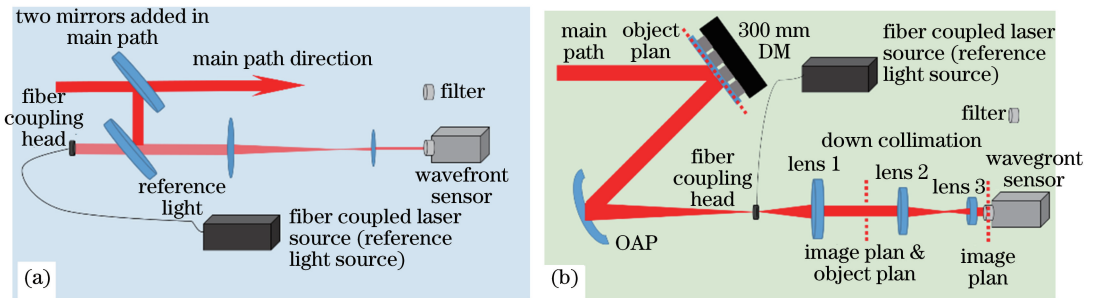 two mirrors added in
main path
main path direction
fiber
coupling
head
filter
reference
light
wavefront
sensor
fiber coupled laser
source (reference
light source)
(a)
main
path
object
plan
300 mm
DM
fiber coupled laser
source (reference
light source)
filter
down collimation
fiber
coupling
head
lens 1
lens 2
lens 3
wavegront
sensor
OAP
image plan &
object plan
image
plan
(b)